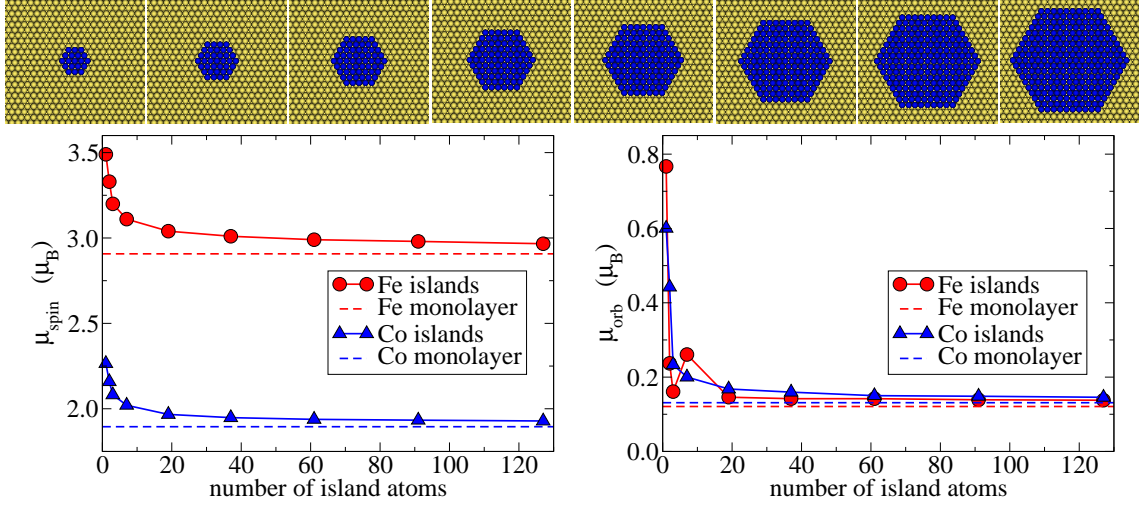 3.5
3.0
2.5
2.0
μspin (μB)
Fe islands
Fe monolayer
Co islands
Co monolayer
0 20 40 60 80 100 120
number of island atoms
0.8
0.6
0.4
0.2
0.0
μorb (μB)
Fe islands
Fe monolayer
Co islands
Co monolayer
0 20 40 60 80 100 120
number of island atoms